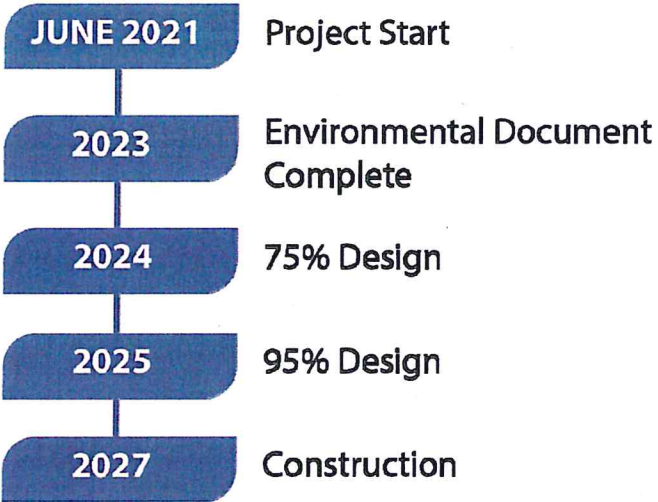 JUNE 2021 Project Start
2023 Environmental Document
Complete
2024 75% Design
2025 95% Design
2027 Construction